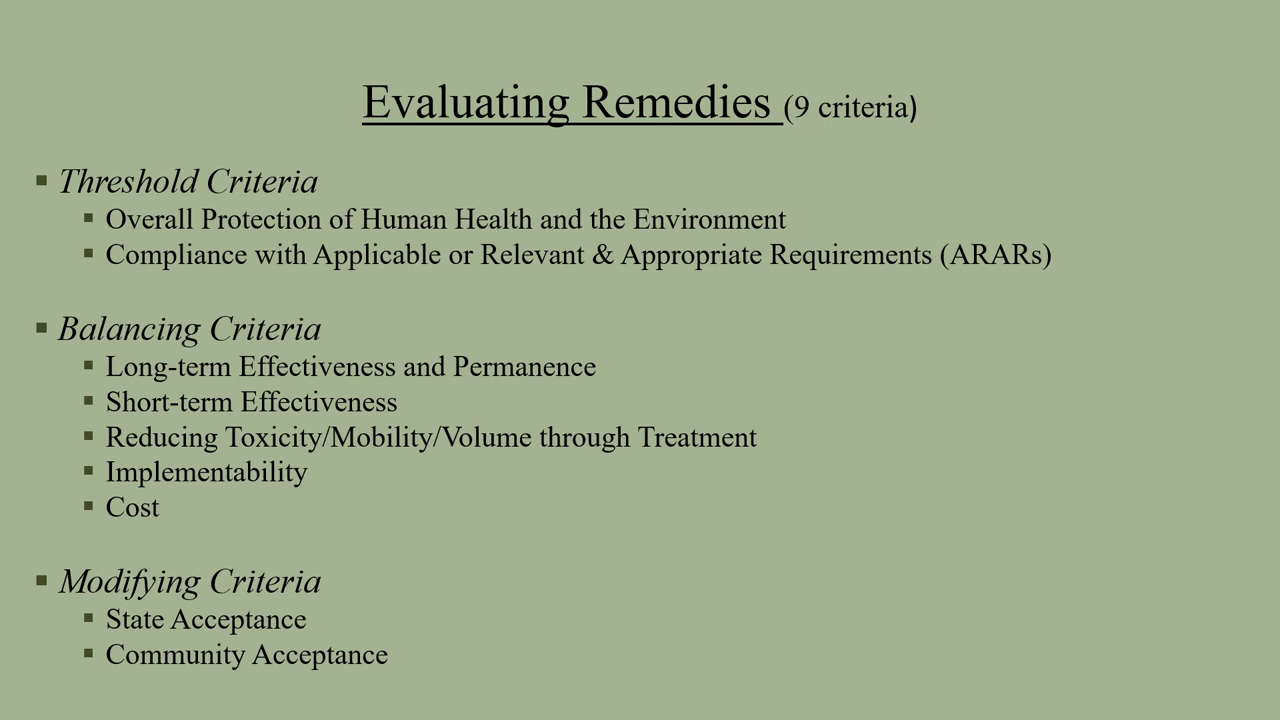 Evaluating Remedies (9 criteria)
Threshold Criteria
Overall Protection of Human Health and the Environment
Compliance with Applicable or Relevant & Appropriate Requirements (ARARs)
Balancing Criteria
Long-term Effectiveness and Permanence
Short-term Effectiveness
Reducing Toxicity/Mobility/Volume through Treatment
Implementability
Cost
Modifying Criteria
State Acceptance
Community Acceptance